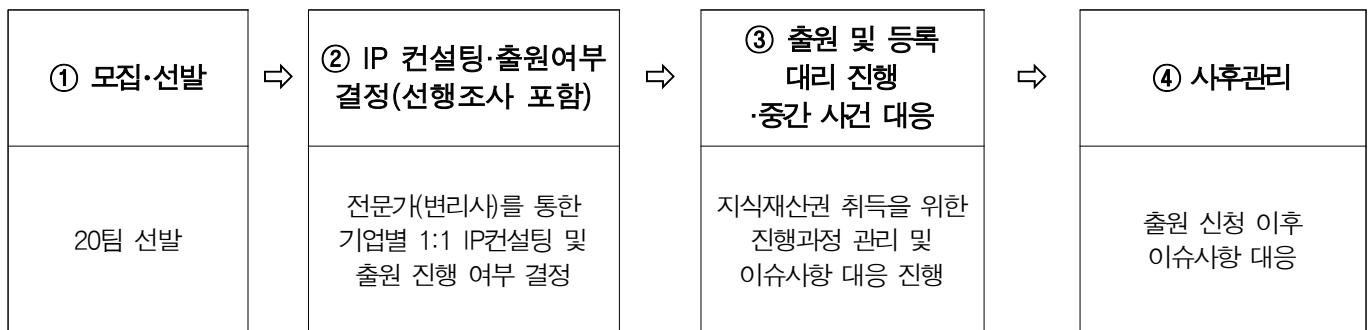 ① 모집·선발
⇨
② IP 컨설팅·출원여부
결정(선행조사 포함)
⇨
③ 출원 및 등록
대리 진행
·중간 사건 대응
⇨
④ 사후관리
20팀 선발
전문가(변리사)를 통한
기업별 1:1 IP컨설팅 및
출원 진행 여부 결정
지식재산권 취득을 위한
진행과정 관리 및
이슈사항 대응 진행
출원 신청 이후
이슈사항 대응